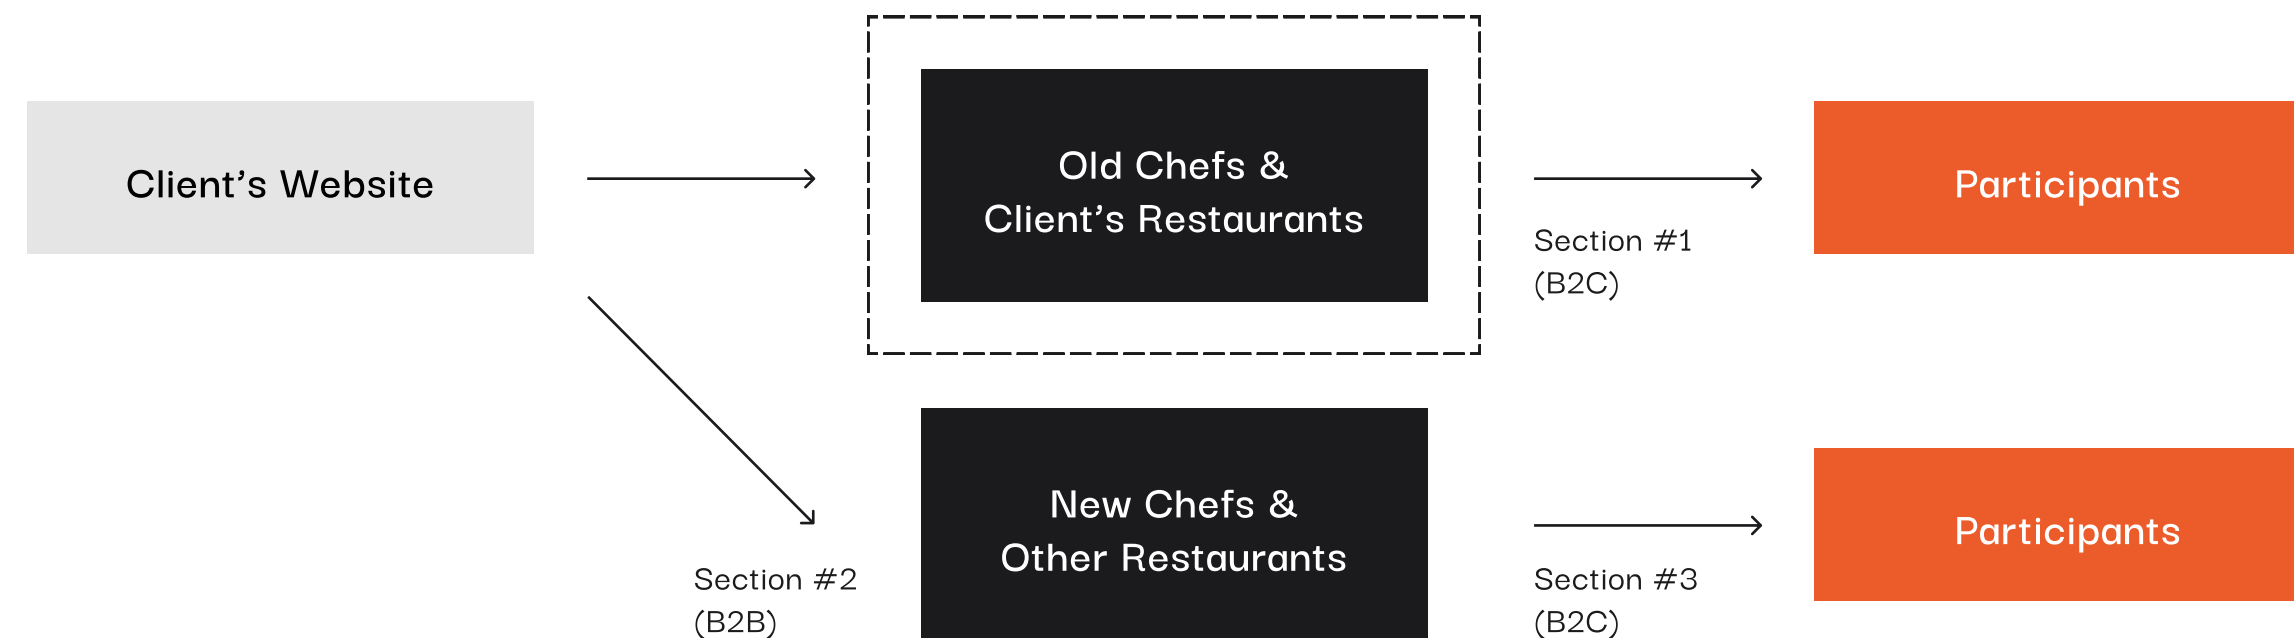 Client’s Website
Old Chefs &
Client’s Restaurants
Section #1
(B2C)
Participants
Section #2
(B2B)
New Chefs &
Other Restaurants
Section #3
(B2C)
Participants